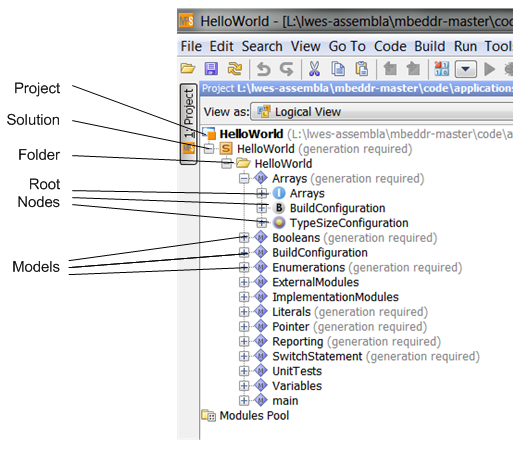 HelloWorld - [L:\lwes-assembla\mbeddr-master\cod
File Edit Search View Go To Code Build Run Tools
Project L:\lwes-assembla\mbeddr-master\code\applications
1: Project
View as: Logical View
Project
HelloWorld (L:\lwes-assembla\mbeddr-master\code\a
Solution
S HelloWorld (generation required)
Folder
HelloWorld
M Arrays (generation required)
Root
Nodes
I Arrays
B BuildConfiguration
TypeSizeConfiguration
Models
M Booleans (generation required)
M BuildConfiguration
M Enumerations (generation required)
M ExternalModules
M ImplementationModules
M Literals (generation required)
M Pointer (generation required)
M Reporting (generation required)
M SwitchStatement (generation required)
M UnitTests
M Variables
M main
Modules Pool